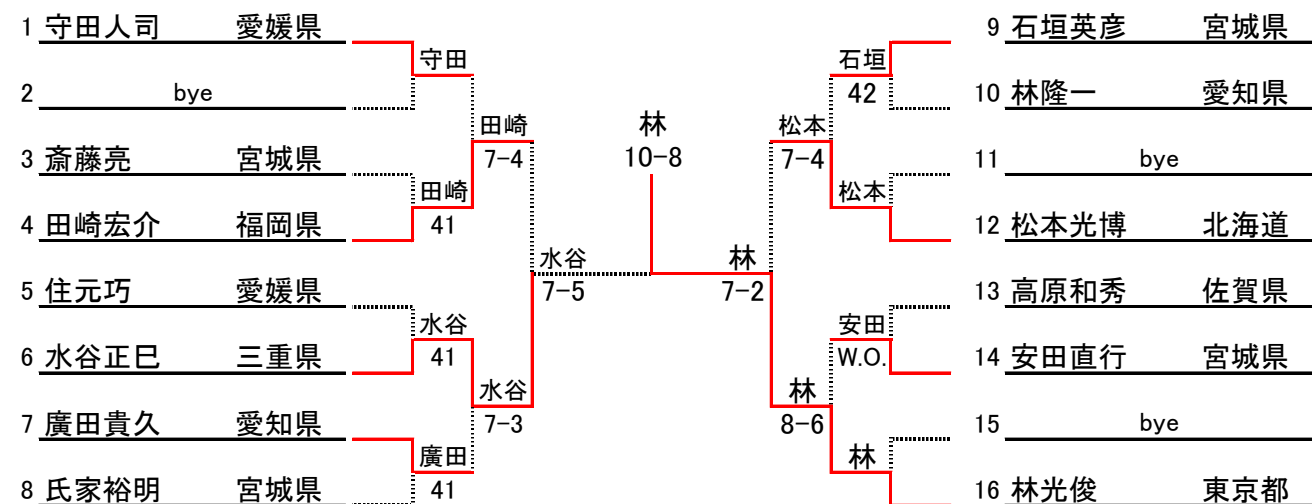 1 守田人司 愛媛県
2 bye
3 斎藤亮 宮城県
4 田崎宏介 福岡県
5 住元巧 愛媛県
6 水谷正巳 三重県
7 廣田貴久 愛知県
8 氏家裕明 宮城県
守田
田崎
41
水谷
41
廣田
41
田崎
7-4
水谷
7-3
水谷
7-5
林
10-8
林
7-2
松本
7-4
林
8-6
石垣
42
松本
安田
W.O.
林
9 石垣英彦 宮城県
10 林隆一 愛知県
11 bye
12 松本光博 北海道
13 高原和秀 佐賀県
14 安田直行 宮城県
15 bye
16 林光俊 東京都